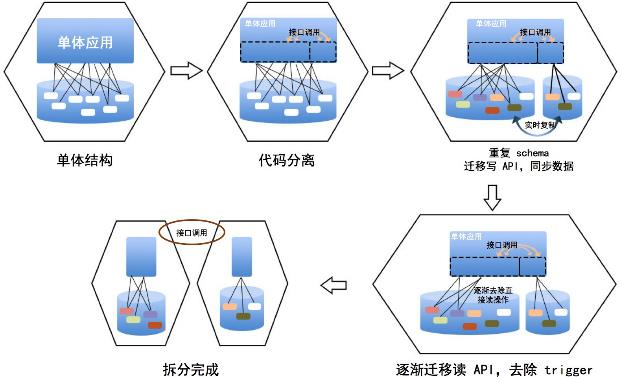 单体应用
单体结构
单体应用
接口调用
代码分离
单体应用
接口调用
实时复制
重复 schema
迁移写 API，同步数据
单体应用
接口调用
逐渐去除直
接读操作
逐渐迁移读 API，去除 trigger
接口调用
拆分完成